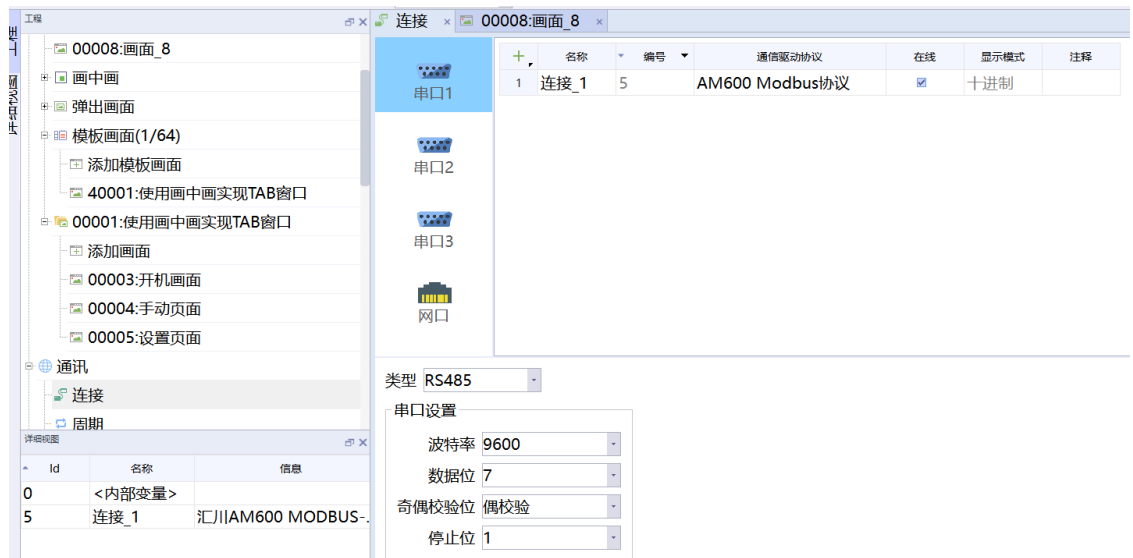 工程
00008:画面_8
画中画
弹出画面
模板画面(1/64)
添加模板画面
40001:使用画中画实现TAB窗口
00001:使用画中画实现TAB窗口
添加画面
00003:开机画面
00004:手动页面
00005:设置页面
通讯
连接
周期
详细视图
Id 名称 信息
0 <内部变量>
5 连接_1 汇川AM600 MODBUS-..
连接 × 00008:画面_8 ×
串口1
串口2
串口3
网口
名称 编号 通信驱动协议 在线 显示模式 注释
1 连接_1 5 AM600 Modbus协议 十进制
类型 RS485
串口设置
波特率 9600
数据位 7
奇偶校验位 偶校验
停止位 1